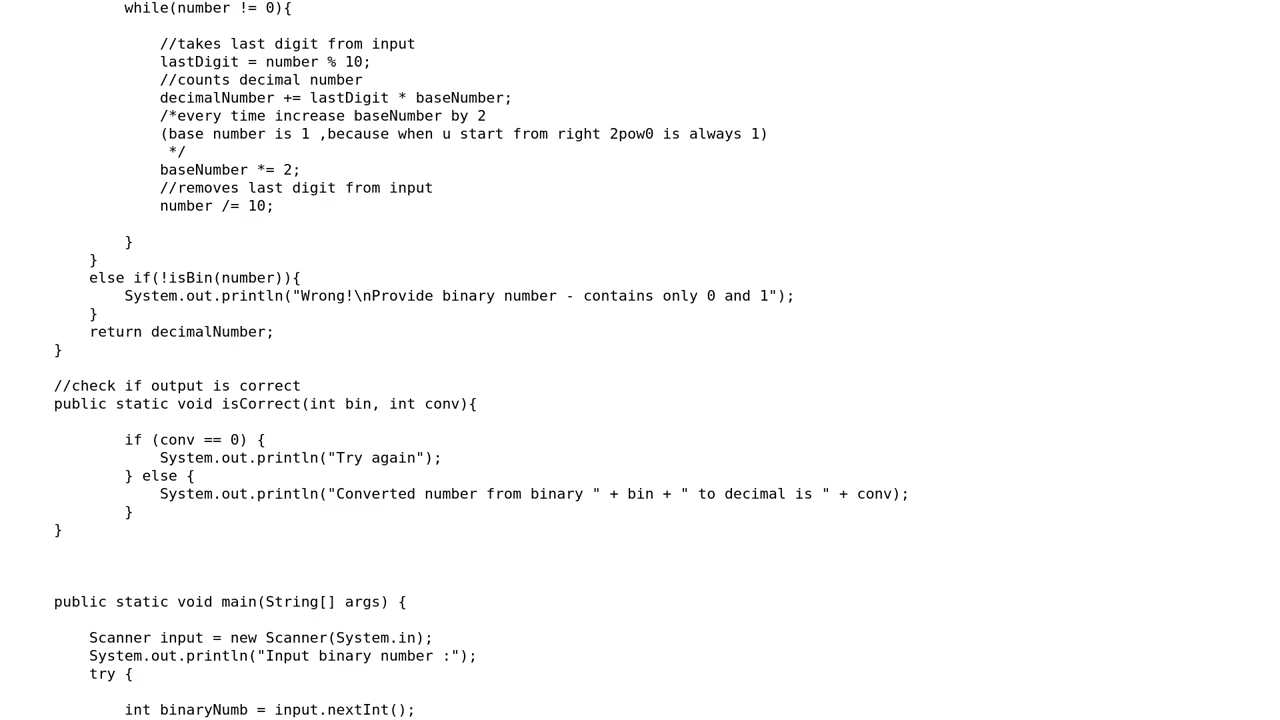 while(number != 0){
//takes last digit from input
lastDigit = number % 10;
//counts decimal number
decimalNumber += lastDigit * baseNumber;
/*every time increase baseNumber by 2
(base number is 1 ,because when u start from right 2pow0 is always 1)
*/
baseNumber *= 2;
//removes last digit from input
number /= 10;
}
}
else if(!isBin(number)){
System.out.println("Wrong!\nProvide binary number - contains only 0 and 1");
}
return decimalNumber;
}
//check if output is correct
public static void isCorrect(int bin, int conv){
if (conv == 0) {
System.out.println("Try again");
} else {
System.out.println("Converted number from binary " + bin + " to decimal is " + conv);
}
}
public static void main(String[] args) {
Scanner input = new Scanner(System.in);
System.out.println("Input binary number :");
try {
int binaryNumb = input.nextInt();